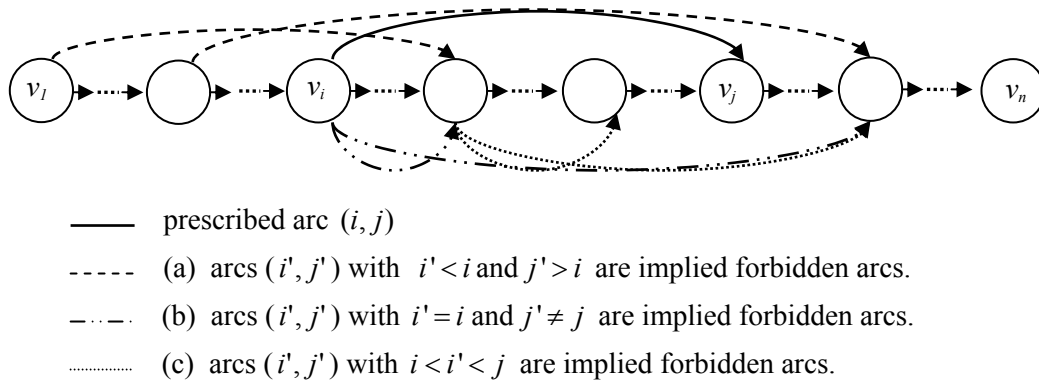 v₁ vᵢ vⱼ vₙ
prescribed arc (i, j)
(a) arcs (i', j') with i' < i and j' > i are implied forbidden arcs.
(b) arcs (i', j') with i' = i and j' ≠ j are implied forbidden arcs.
(c) arcs (i', j') with i < i' < j are implied forbidden arcs.